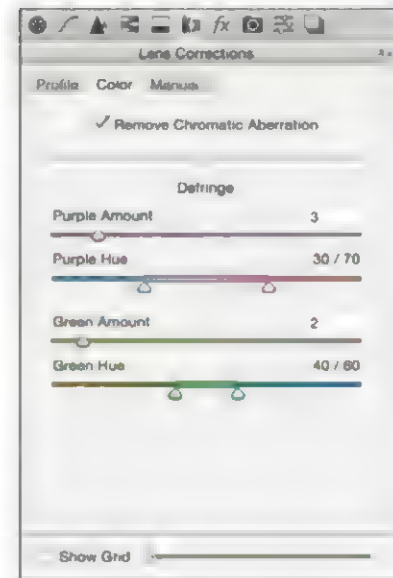 fx
Lens Corrections
Profile Color Manual
Remove Chromatic Aberration
Defringe
Purple Amount 3
Purple Hue 30 / 70
Green Amount 2
Green Hue 40 / 60
Show Grid